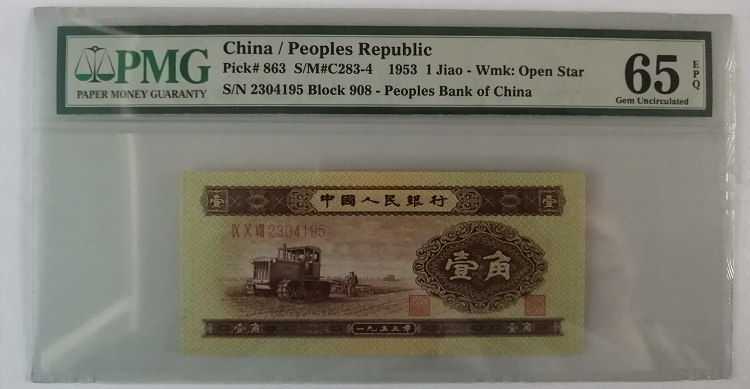 PMG
PAPER MONEY GUARANTY
China / Peoples Republic
Pick# 863 S/M#C283-4 1953 1 Jiao - Wmk: Open Star
S/N 2304195 Block 908 - Peoples Bank of China
65 EPQ
Gem Uncirculated
壹 中國人民銀行 壹
IX X VIII 2304195
壹角
壹角 一九五三年 壹角